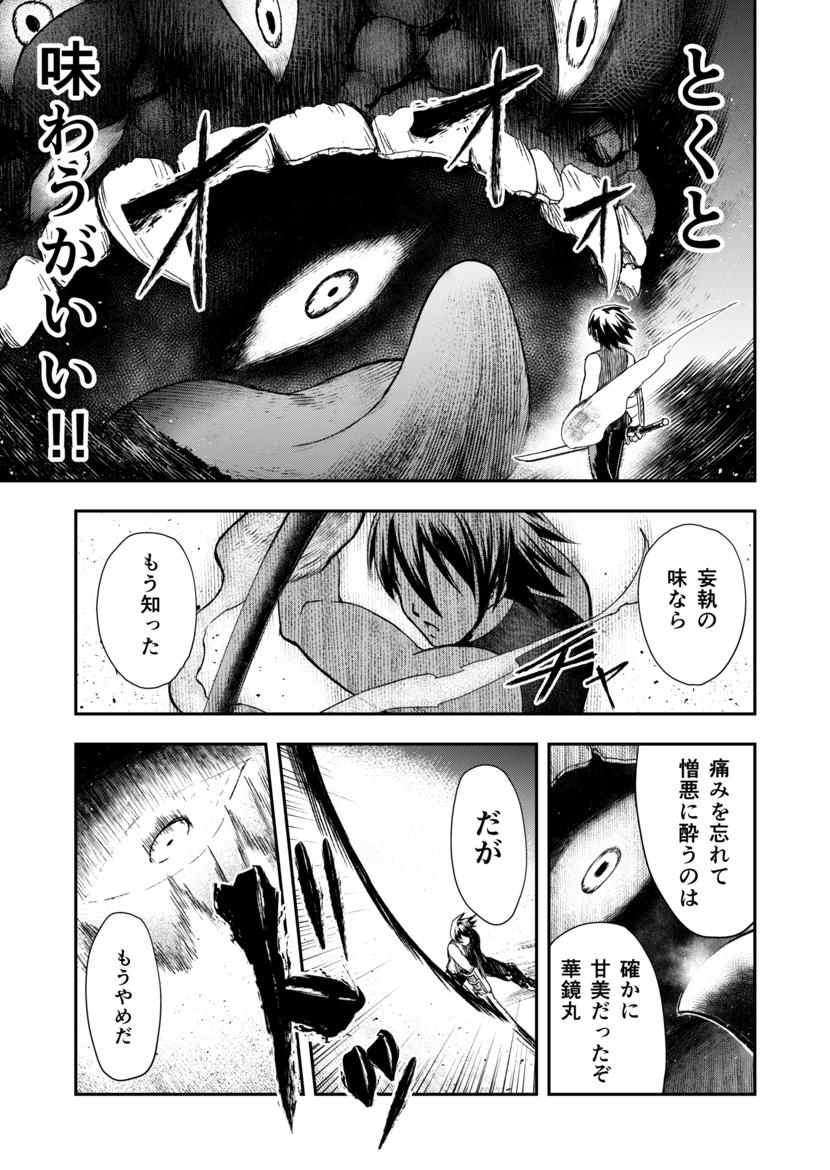 とくと
味わうがいい!!
オオオ
妄執の
味なら
チャ
もう知った
痛みを忘れて
憎悪に酔うのは
確かに
甘美だったぞ
華鏡丸
だが
ドッ
もうやめだ